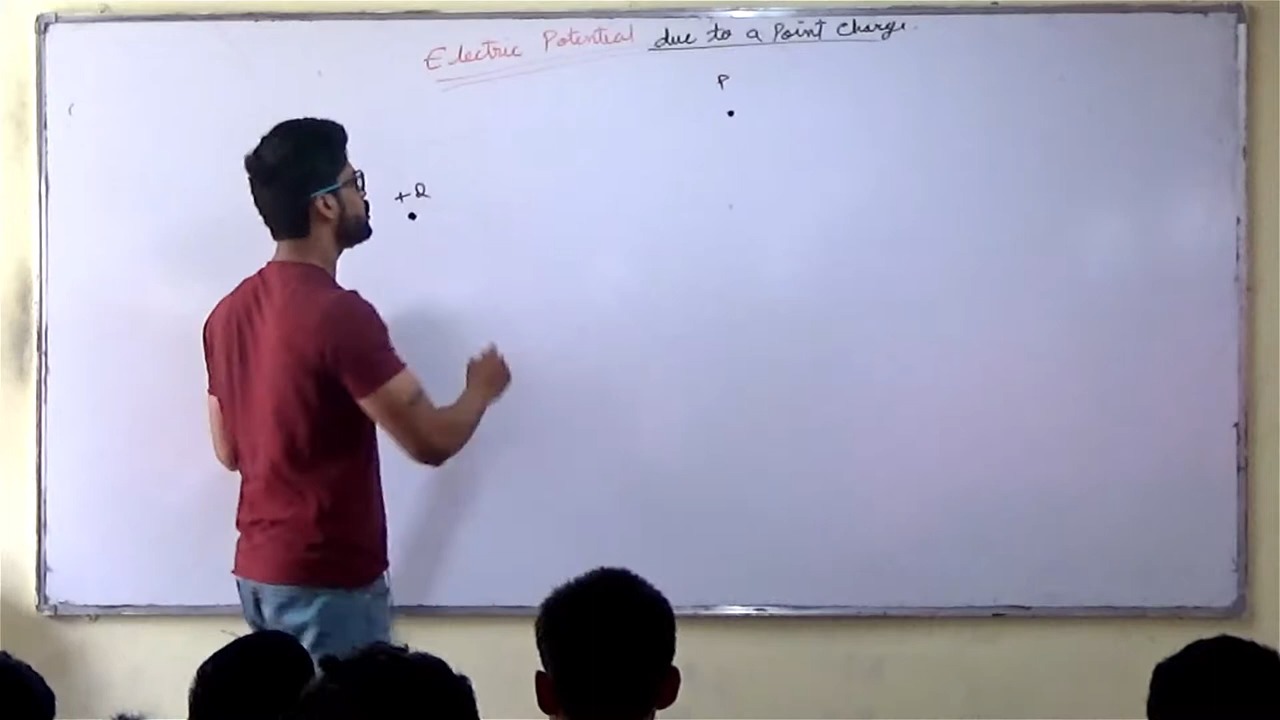 Electric Potential due to a Point Charge.
P
+Q